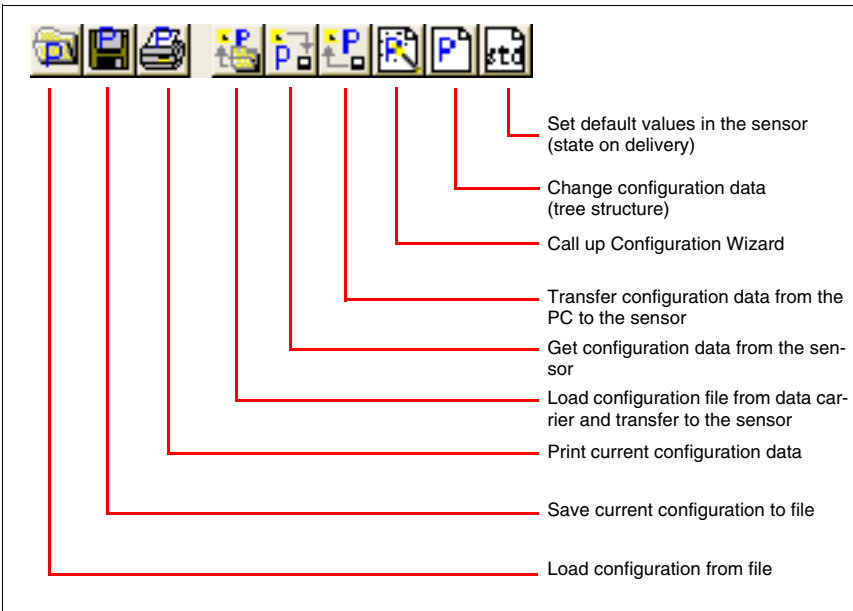 P P P P P P P P std
Set default values in the sensor
(state on delivery)
Change configuration data
(tree structure)
Call up Configuration Wizard
Transfer configuration data from the
PC to the sensor
Get configuration data from the sen-
sor
Load configuration file from data car-
rier and transfer to the sensor
Print current configuration data
Save current configuration to file
Load configuration from file